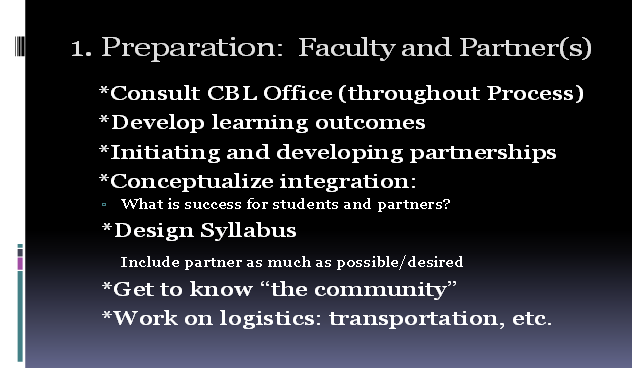 1. Preparation: Faculty and Partner(s)
*Consult CBL Office (throughout Process)
*Develop learning outcomes
*Initiating and developing partnerships
*Conceptualize integration:
▫ What is success for students and partners?
*Design Syllabus
Include partner as much as possible/desired
*Get to know “the community”
*Work on logistics: transportation, etc.